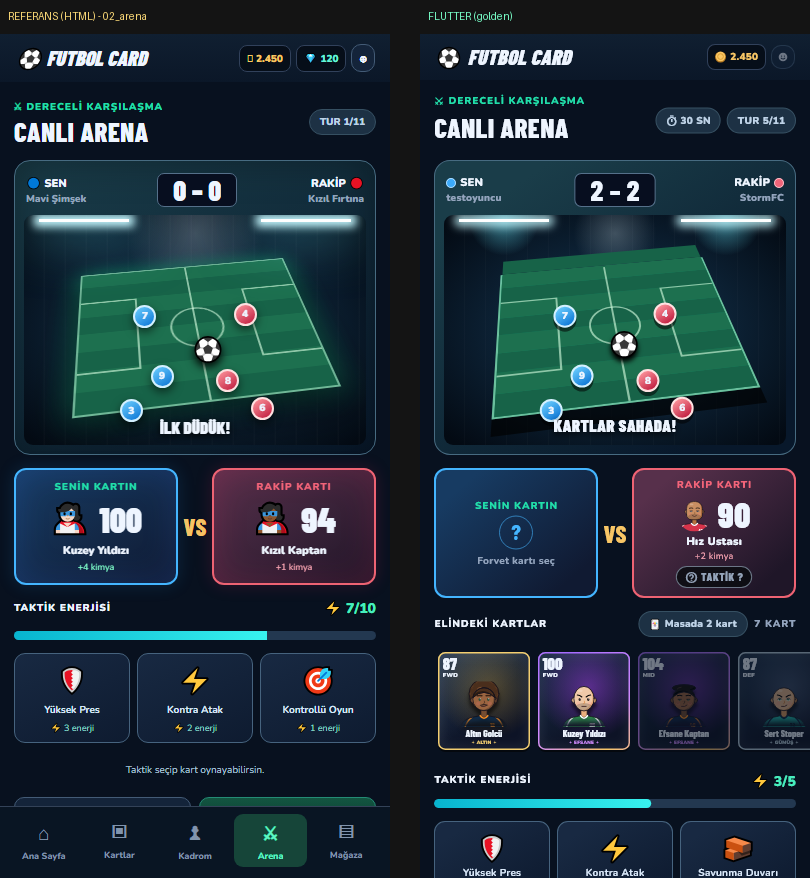 REFERANS (HTML) - 02_arena
FUTBOL CARD
2.450
120
DERECELİ KARŞILAŞMA
CANLI ARENA
TUR 1/11
SEN
Mavi Şimşek
0 - 0
RAKİP
Kızıl Fırtına
7
4
9
8
3
6
İLK DÜDÜK!
SENİN KARTIN
100
Kuzey Yıldızı
+4 kimya
VS
RAKİP KARTI
94
Kızıl Kaptan
+1 kimya
TAKTİK ENERJİSİ
7/10
Yüksek Pres
3 enerji
Kontra Atak
2 enerji
Kontrollü Oyun
1 enerji
Taktik seçip kart oynayabilirsin.
Ana Sayfa
Kartlar
Kadrom
Arena
Mağaza
FLUTTER (golden)
FUTBOL CARD
2.450
DERECELİ KARŞILAŞMA
CANLI ARENA
30 SN
TUR 5/11
SEN
testoyuncu
2 - 2
RAKİP
StormFC
7
4
9
8
3
6
KARTLAR SAHADA!
SENİN KARTIN
?
Forvet kartı seç
VS
RAKİP KARTI
90
Hız Ustası
+2 kimya
TAKTİK ?
ELİNDEKİ KARTLAR
Masada 2 kart
7 KART
87
FWD
Altın Golcü
• ALTIN •
100
FWD
Kuzey Yıldızı
• EFSANE •
104
MID
Efsane Kaptan
• EFSANE •
87
DEF
Sert Stoper
• GÜMÜŞ •
TAKTİK ENERJİSİ
3/5
Yüksek Pres
Kontra Atak
Savunma Duvarı